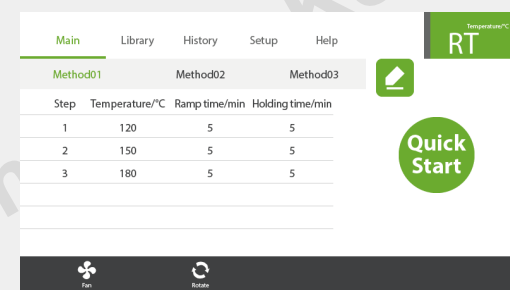 Main Library History Setup Help
Temperature/°C
RT
Method01 Method02 Method03
Step Temperature/°C Ramp time/min Holding time/min
1 120 5 5
2 150 5 5
3 180 5 5
Quick
Start
Fan Rotate